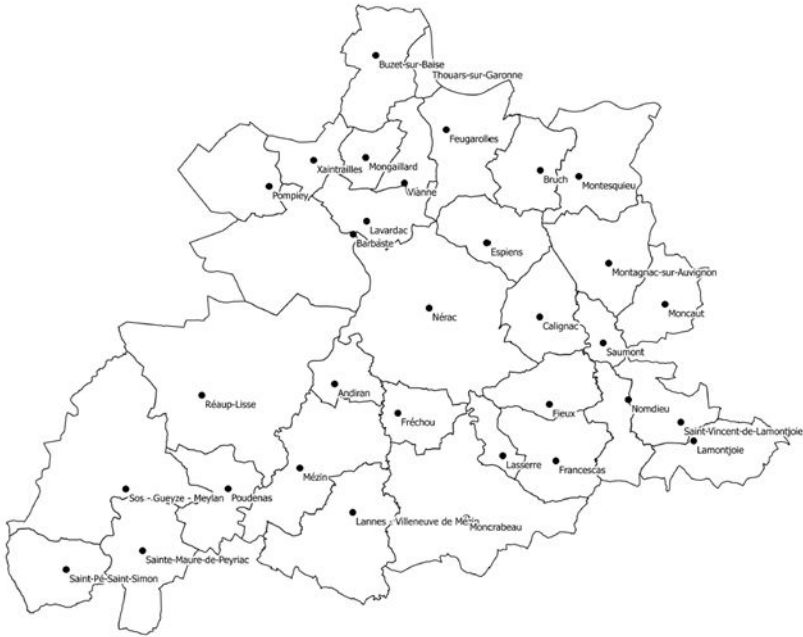 Buzet-sur-Baise
Thouars-sur-Garonne
Feugarolles
Xaintrailles
Mongaillard
Bruch
Montesquieu
Pompiey
Vianne
Lavardac
Barbaste
Espiens
Montagnac-sur-Auvignon
Nérac
Calignac
Moncaut
Saumont
Réaup-Lisse
Andiran
Fréchou
Fieux
Nomdieu
Saint-Vincent-de-Lamontjoie
Lamontjoie
Lasserre
Francescas
Mézin
Sos - Gueyze - Meylan
Poudenas
Lannes - Villeneuve de Mézin
Moncrabeau
Sainte-Maure-de-Peyriac
Saint-Pé-Saint-Simon